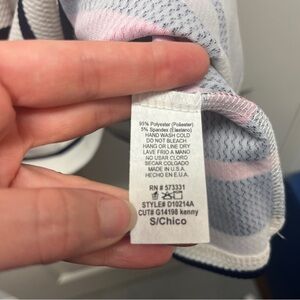 95% Polyester (Poliester)
5% Spandex (Elastano)
HAND WASH COLD
DO NOT BLEACH.
HANG OR LINE DRY
LAVE FRIO A MANO
NO USAR CLORO
SECAR COLGADO
MADE IN U.S.A.
HECHO EN E.U.A.
RN # 573331
STYLE# D10214A
CUT# G14198 kenny
S/Chico